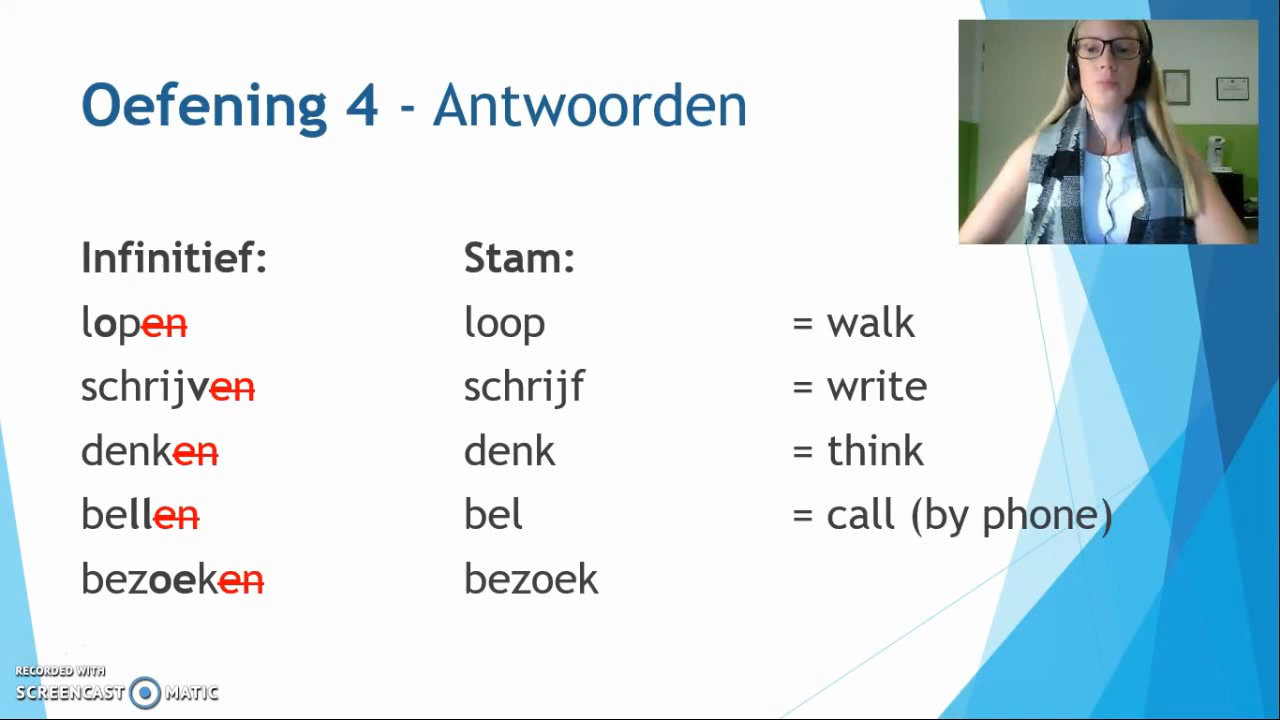 Oefening 4 - Antwoorden
Infinitief: Stam:
lopen loop = walk
schrijven schrijf = write
denken denk = think
bellen bel = call (by phone)
bezoeken bezoek
RECORDED WITH
SCREENCAST MATIC